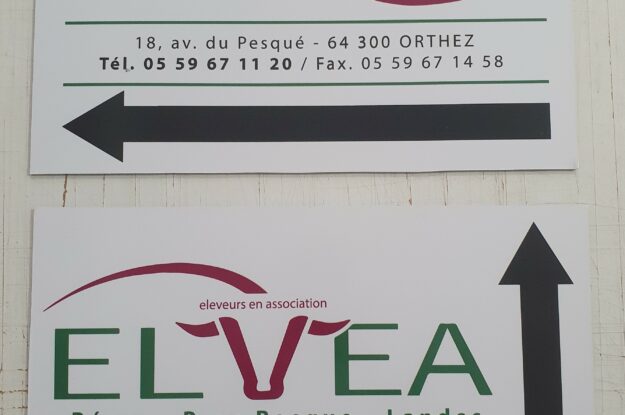 18, av. du Pesqué - 64 300 ORTHEZ
Tél. 05 59 67 11 20 / Fax. 05 59 67 14 58
eleveurs en association
ELVEA